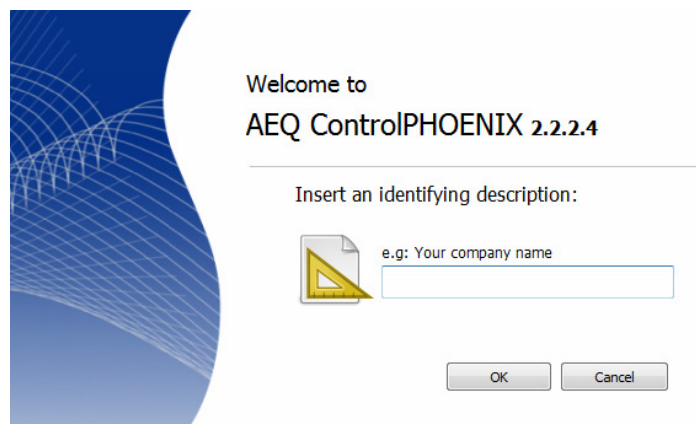 Welcome to
AEQ ControlPHOENIX 2.2.2.4
Insert an identifying description:
e.g: Your company name
OK Cancel